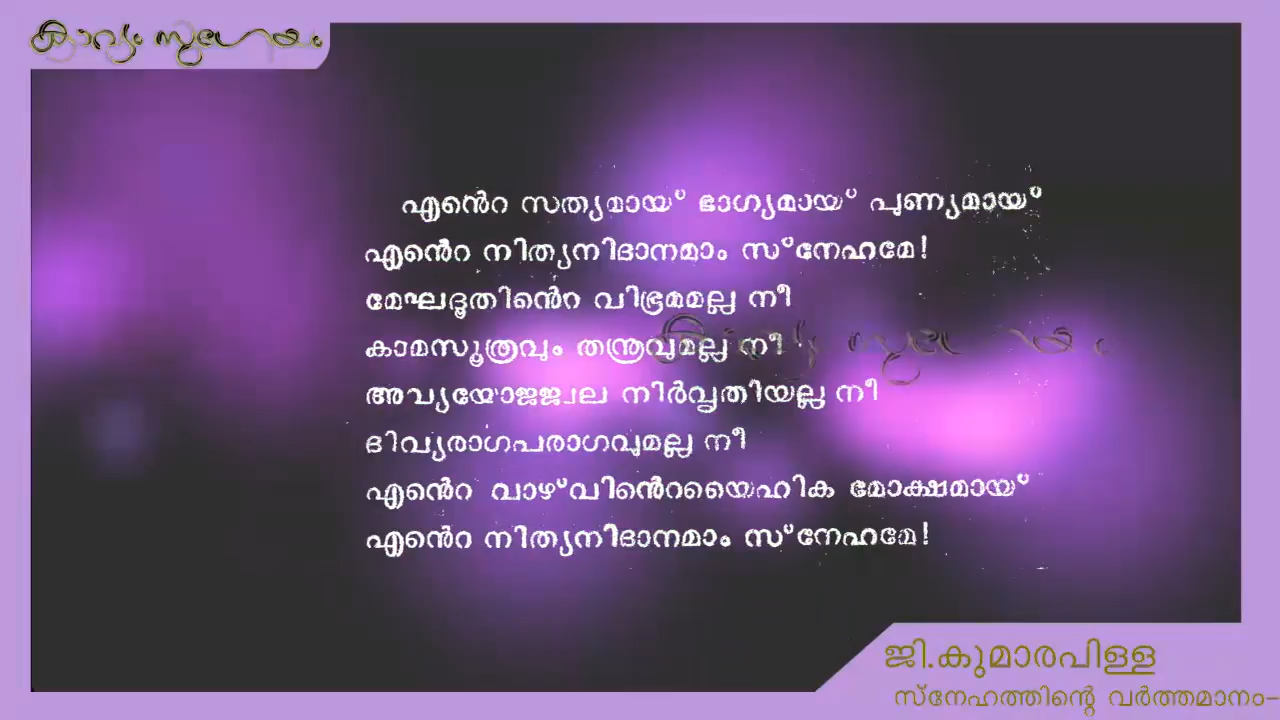 കാവ്യം സുഗേയം
എൻെറ സത്യമായ് ഭാഗ്യമായ് പുണ്യമായ്
എൻെറ നിത്യനിദാനമാം സ്നേഹമേ!
മേഘദൂതിൻെറ വിഭ്രമമല്ല നീ
കാമസൂത്രവും തന്ത്രവുമല്ല നീ
അവ്യയോജ്ജ്വല നിർവൃതിയല്ല നീ
ദിവ്യരാഗപരാഗവുമല്ല നീ
എൻെറ വാഴ്വിൻെറയൈഹിക മോക്ഷമായ്
എൻെറ നിത്യനിദാനമാം സ്നേഹമേ!
ജി.കുമാരപിള്ള
സ്നേഹത്തിന്റെ വർത്തമാനം-